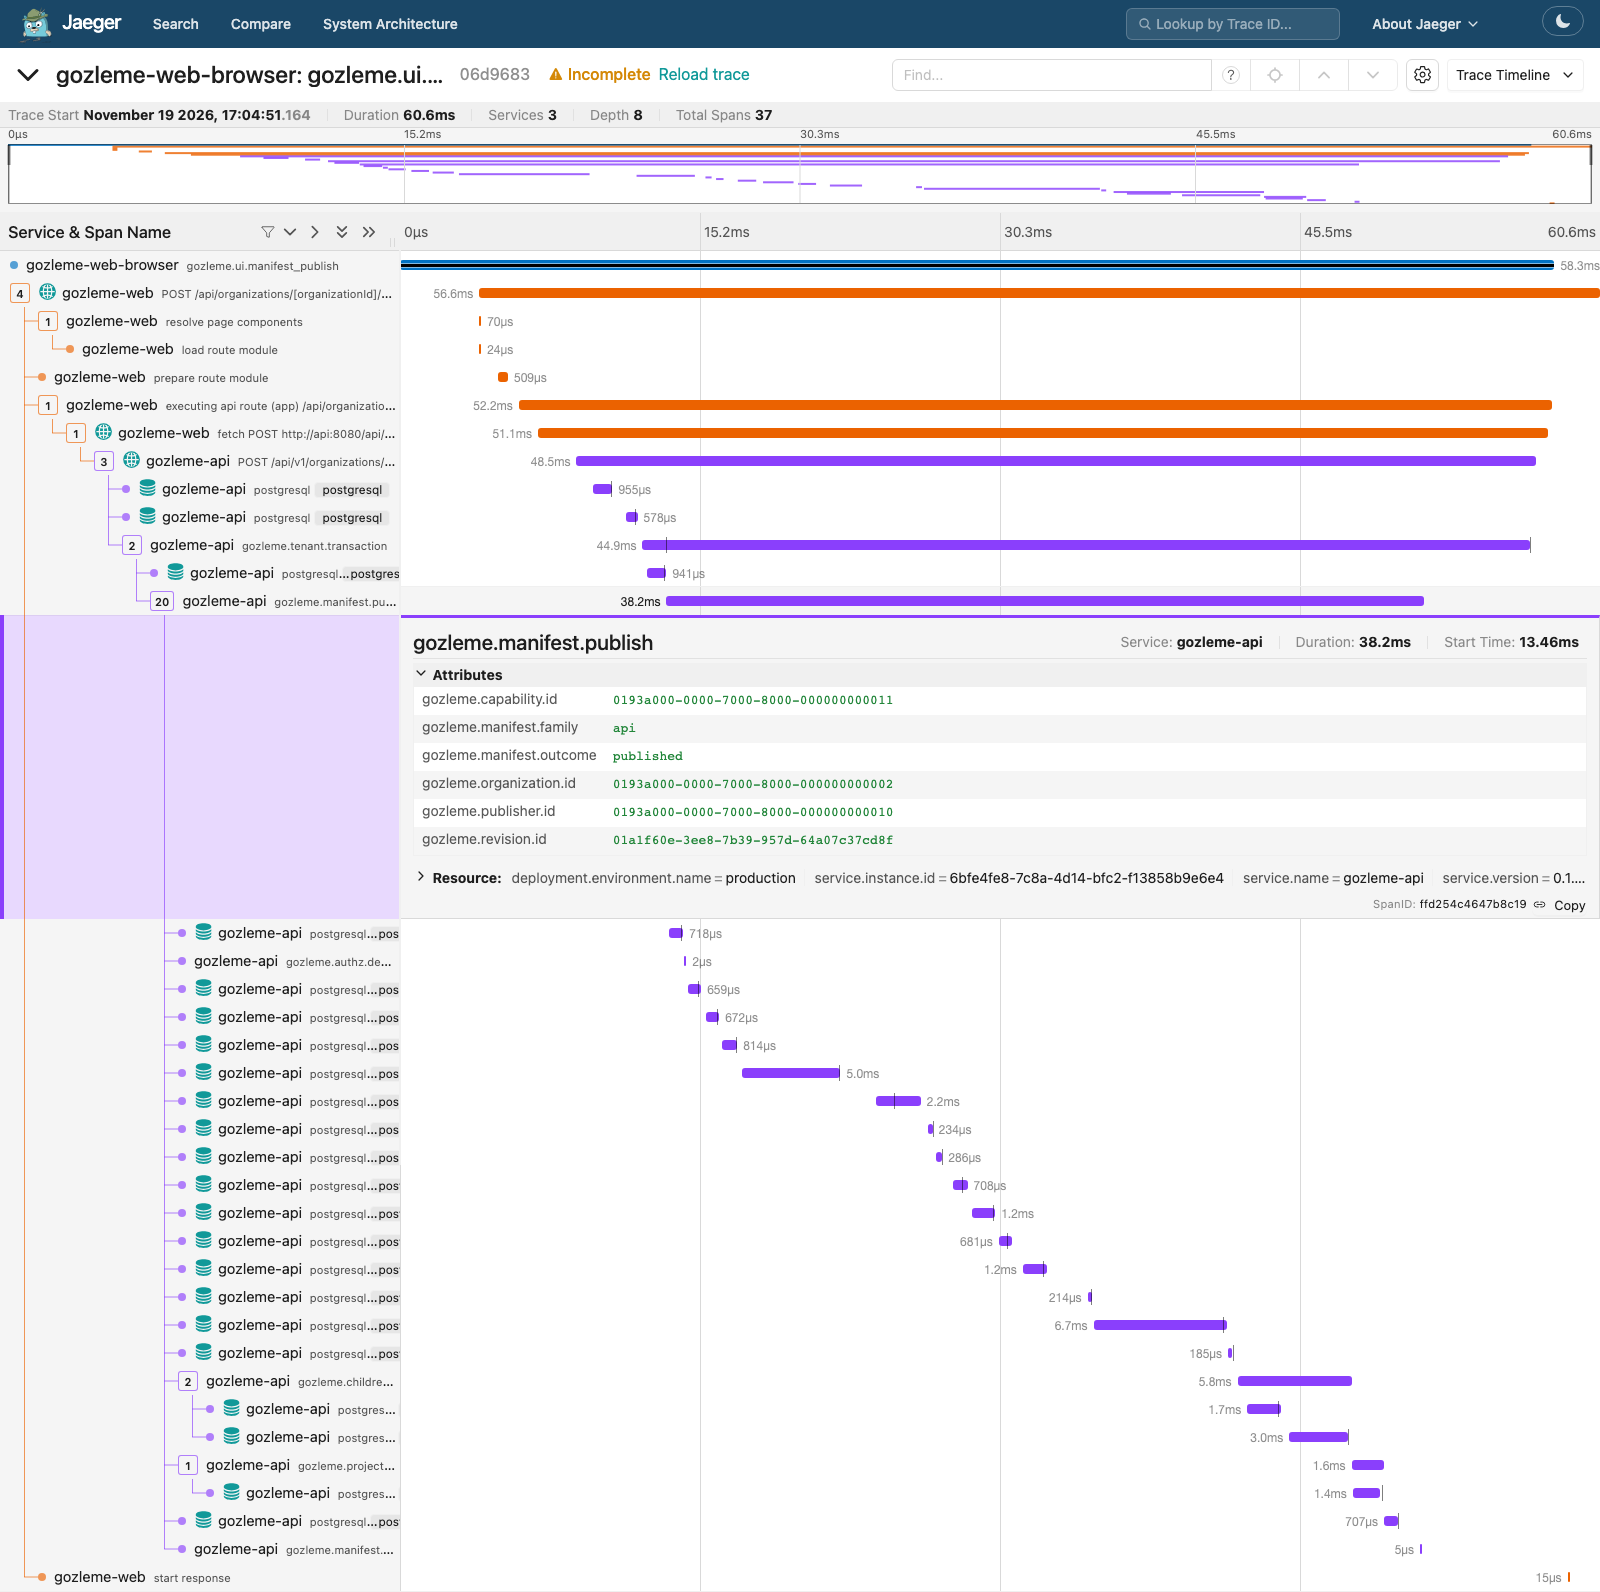 Jaeger Search Compare System Architecture Lookup by Trace ID... About Jaeger
gozleme-web-browser: gozleme.ui.... 06d9683 Incomplete Reload trace Find... ? Trace Timeline
Trace Start November 19 2026, 17:04:51.164 Duration 60.6ms Services 3 Depth 8 Total Spans 37
0μs 15.2ms 30.3ms 45.5ms 60.6ms
Service & Span Name 0μs 15.2ms 30.3ms 45.5ms 60.6ms
gozleme-web-browser gozleme.ui.manifest_publish 58.3ms
4 gozleme-web POST /api/organizations/[organizationId]/... 56.6ms
1 gozleme-web resolve page components 70μs
gozleme-web load route module 24μs
gozleme-web prepare route module 509μs
1 gozleme-web executing api route (app) /api/organizatio... 52.2ms
1 gozleme-web fetch POST http://api:8080/api/... 51.1ms
3 gozleme-api POST /api/v1/organizations/... 48.5ms
gozleme-api postgresql postgresql 955μs
gozleme-api postgresql postgresql 578μs
2 gozleme-api gozleme.tenant.transaction 44.9ms
gozleme-api postgresql...postgres 941μs
20 gozleme-api gozleme.manifest.pu... 38.2ms
gozleme.manifest.publish Service: gozleme-api Duration: 38.2ms Start Time: 13.46ms
Attributes
gozleme.capability.id 0193a000-0000-7000-8000-000000000011
gozleme.manifest.family api
gozleme.manifest.outcome published
gozleme.organization.id 0193a000-0000-7000-8000-000000000002
gozleme.publisher.id 0193a000-0000-7000-8000-000000000010
gozleme.revision.id 01a1f60e-3ee8-7b39-957d-64a07c37cd8f
Resource: deployment.environment.name = production service.instance.id = 6bfe4fe8-7c8a-4d14-bfc2-f13858b9e6e4 service.name = gozleme-api service.version = 0.1....
SpanID: ffd254c4647b8c19 Copy
gozleme-api postgresql...pos 718μs
gozleme-api gozleme.authz.de... 2μs
gozleme-api postgresql...pos 659μs
gozleme-api postgresql...pos 672μs
gozleme-api postgresql...pos 814μs
gozleme-api postgresql...pos 5.0ms
gozleme-api postgresql...pos 2.2ms
gozleme-api postgresql...pos 234μs
gozleme-api postgresql...pos 286μs
gozleme-api postgresql...pos 708μs
gozleme-api postgresql...pos 1.2ms
gozleme-api postgresql...pos 681μs
gozleme-api postgresql...pos 1.2ms
gozleme-api postgresql...pos 214μs
gozleme-api postgresql...pos 6.7ms
gozleme-api postgresql...pos 185μs
2 gozleme-api gozleme.childre... 5.8ms
gozleme-api postgres... 1.7ms
gozleme-api postgres... 3.0ms
1 gozleme-api gozleme.project... 1.6ms
gozleme-api postgres... 1.4ms
gozleme-api postgresql...pos 707μs
gozleme-api gozleme.manifest.... 5μs
gozleme-web start response 15μs